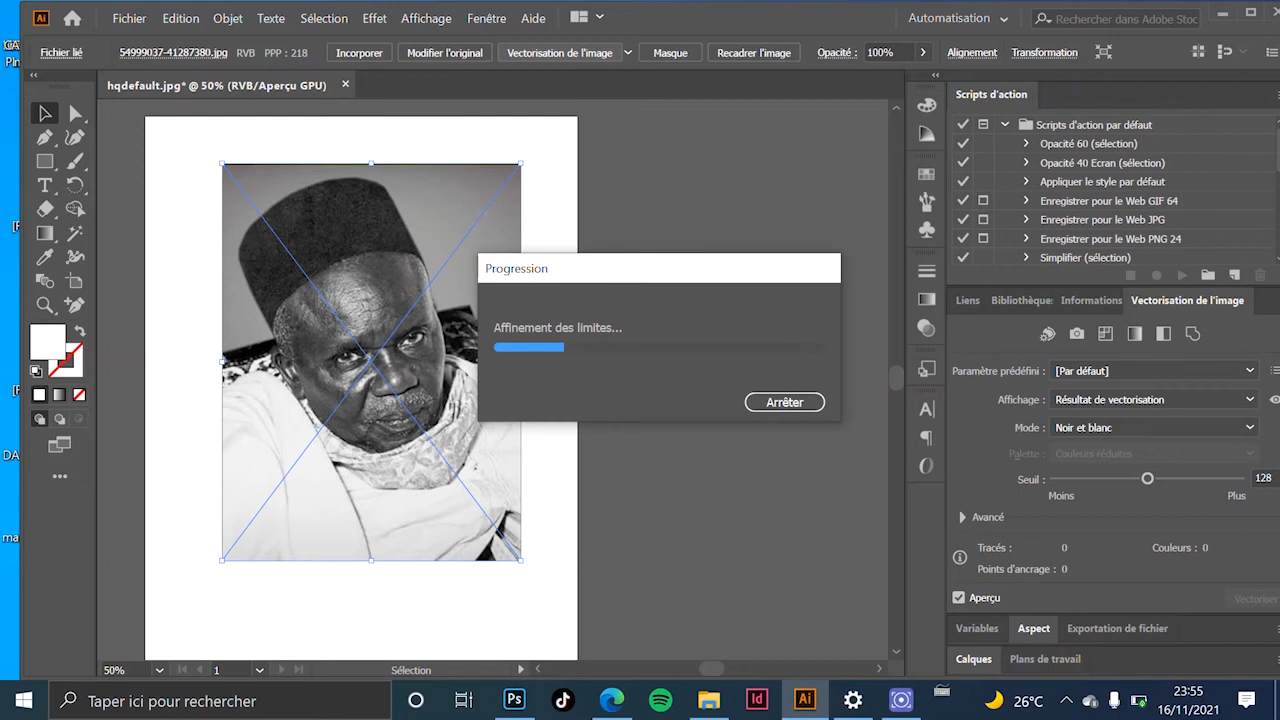 Ai Fichier Edition Objet Texte Sélection Effet Affichage Fenêtre Aide Automatisation Rechercher dans Adobe Stoc
Fichier lié 54999037-41287380.jpg RVB PPP : 218 Incorporer Modifier l'original Vectorisation de l'image Masque Recadrer l'image Opacité : 100% Alignement Transformation
hqdefault.jpg* @ 50% (RVB/Aperçu GPU) ×
Scripts d'action
Scripts d'action par défaut
Opacité 60 (sélection)
Opacité 40 Ecran (sélection)
Appliquer le style par défaut
Enregistrer pour le Web GIF 64
Enregistrer pour le Web JPG
Enregistrer pour le Web PNG 24
Simplifier (sélection)
Progression
Affinement des limites...
Arrêter
Liens Bibliothèque: Informations Vectorisation de l'image
Paramètre prédéfini : [Par défaut]
Affichage : Résultat de vectorisation
Mode : Noir et blanc
Palette : Couleurs réduites
Seuil : 128
Moins Plus
Avancé
Tracés : 0 Couleurs : 0
Points d'ancrage : 0
Aperçu Vectoriser
Variables Aspect Exportation de fichier
Calques Plans de travail
50% 1 Sélection
Taper ici pour rechercher Ps Id Ai 26°C 23:55
16/11/2021